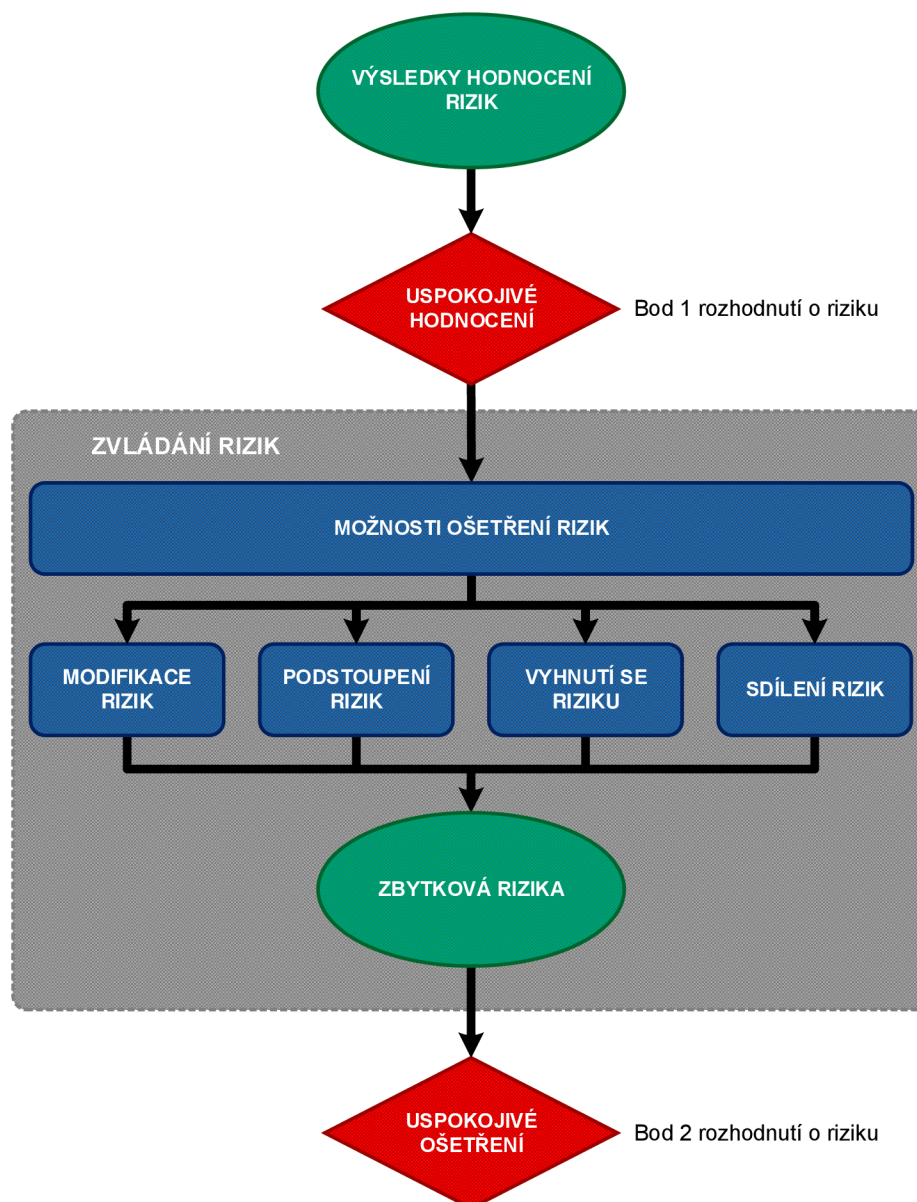 VÝSLEDKY HODNOCENÍ
RIZIK
USPOKOJIVÉ
HODNOCENÍ
Bod 1 rozhodnutí o riziku
ZVLÁDÁNÍ RIZIK
MOŽNOSTI OŠETŘENÍ RIZIK
MODIFIKACE
RIZIK
PODSTOUPENÍ
RIZIK
VYHNUTÍ SE
RIZIKU
SDÍLENÍ RIZIK
ZBYTKOVÁ RIZIKA
USPOKOJIVÉ
OŠETŘENÍ
Bod 2 rozhodnutí o riziku